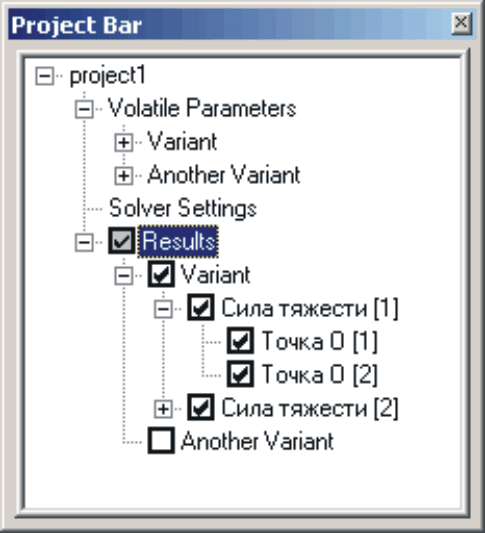 Project Bar
project1
Volatile Parameters
Variant
Another Variant
Solver Settings
Results
Variant
Сила тяжести [1]
Точка O [1]
Точка O [2]
Сила тяжести [2]
Another Variant